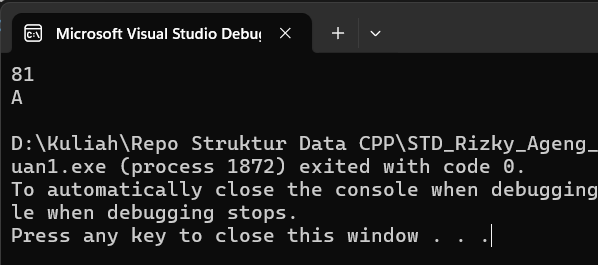 Microsoft Visual Studio Debu
81
A
D:\Kuliah\Repo Struktur Data CPP\STD_Rizky_Ageng_
uan1.exe (process 1872) exited with code 0.
To automatically close the console when debugging
le when debugging stops.
Press any key to close this window . . .